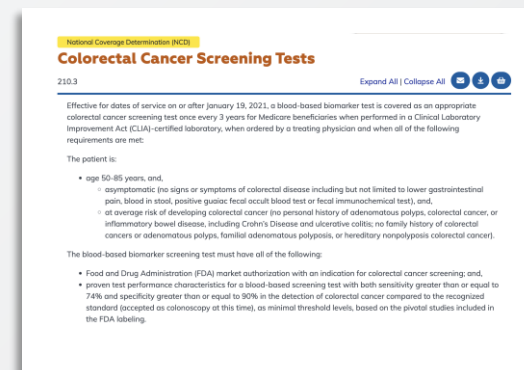 National Coverage Determination (NCD)
Colorectal Cancer Screening Tests
210.3
Expand All | Collapse All
Effective for dates of service on or after January 19, 2021, a blood-based biomarker test is covered as an appropriate
colorectal cancer screening test once every 3 years for Medicare beneficiaries when performed in a Clinical Laboratory
Improvement Act (CLIA)-certified laboratory, when ordered by a treating physician and when all of the following
requirements are met:
The patient is:
• age 50-85 years, and,
◦ asymptomatic (no signs or symptoms of colorectal disease including but not limited to lower gastrointestinal
pain, blood in stool, positive guaiac fecal occult blood test or fecal immunochemical test), and,
◦ at average risk of developing colorectal cancer (no personal history of adenomatous polyps, colorectal cancer, or
inflammatory bowel disease, including Crohn's Disease and ulcerative colitis; no family history of colorectal
cancers or adenomatous polyps, familial adenomatous polyposis, or hereditary nonpolyposis colorectal cancer).
The blood-based biomarker screening test must have all of the following:
• Food and Drug Administration (FDA) market authorization with an indication for colorectal cancer screening; and,
• proven test performance characteristics for a blood-based screening test with both sensitivity greater than or equal to
74% and specificity greater than or equal to 90% in the detection of colorectal cancer compared to the recognized
standard (accepted as colonoscopy at this time), as minimal threshold levels, based on the pivotal studies included in
the FDA labeling.